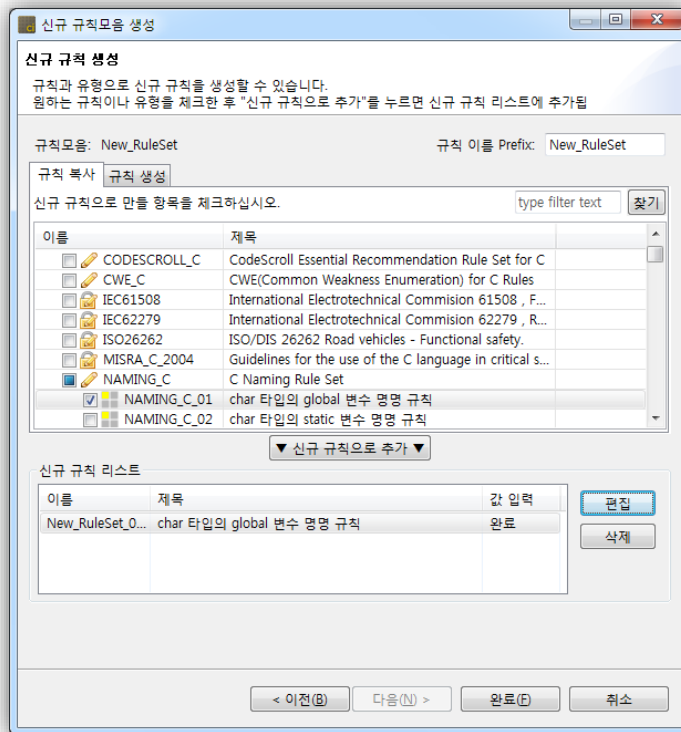 신규 규칙모음 생성
신규 규칙 생성
규칙과 유형으로 신규 규칙을 생성할 수 있습니다.
원하는 규칙이나 유형을 체크한 후 "신규 규칙으로 추가"를 누르면 신규 규칙 리스트에 추가됩
규칙모음: New_RuleSet 규칙 이름 Prefix: New_RuleSet
규칙 복사 규칙 생성
신규 규칙으로 만들 항목을 체크하십시오. type filter text 찾기
이름 제목
CODESCROLL_C CodeScroll Essential Recommendation Rule Set for C
CWE_C CWE(Common Weakness Enumeration) for C Rules
IEC61508 International Electrotechnical Commision 61508 , F...
IEC62279 International Electrotechnical Commision 62279 , R...
ISO26262 ISO/DIS 26262 Road vehicles - Functional safety.
MISRA_C_2004 Guidelines for the use of the C language in critical s...
NAMING_C C Naming Rule Set
NAMING_C_01 char 타입의 global 변수 명명 규칙
NAMING_C_02 char 타입의 static 변수 명명 규칙
▼ 신규 규칙으로 추가 ▼
신규 규칙 리스트
이름 제목 값 입력 편집
New_RuleSet_0... char 타입의 global 변수 명명 규칙 완료
삭제
< 이전(B) 다음(N) > 완료(F) 취소